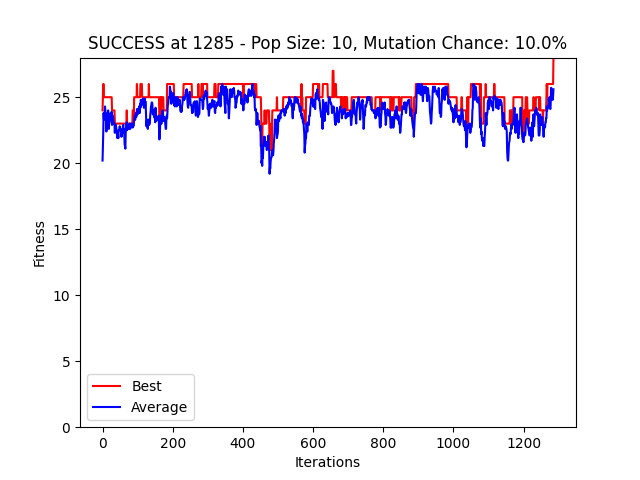 SUCCESS at 1285 - Pop Size: 10, Mutation Chance: 10.0%
Fitness
25
20
15
10
5
0
Best
Average
0 200 400 600 800 1000 1200
Iterations